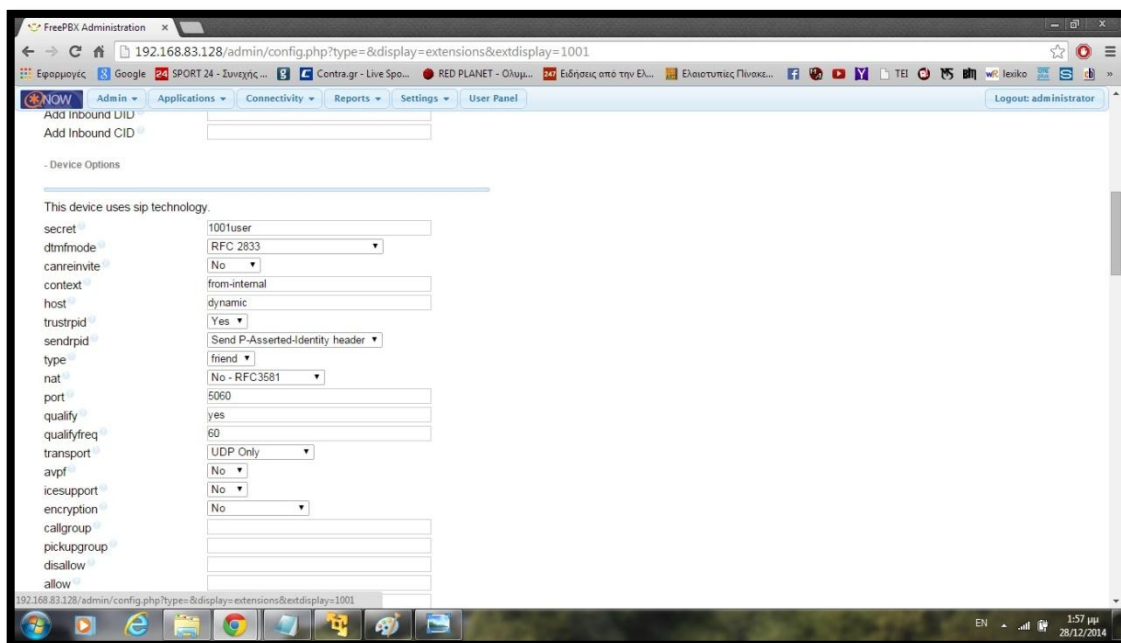 FreePBX Administration
192.168.83.128/admin/config.php?type=&display=extensions&extdisplay=1001
Εφαρμογές Google SPORT 24 - Συνεχής ... Contra.gr - Live Spo... RED PLANET - Ολυμ... Ειδήσεις από την Ελ... Ελαιοτυπίες Πίνακε... TEI lexiko
NOW Admin Applications Connectivity Reports Settings User Panel Logout: administrator
Add Inbound DID
Add Inbound CID
- Device Options
This device uses sip technology.
secret 1001user
dtmfmode RFC 2833
canreinvite No
context from-internal
host dynamic
trustrpid Yes
sendrpid Send P-Asserted-Identity header
type friend
nat No - RFC3581
port 5060
qualify yes
qualifyfreq 60
transport UDP Only
avpf No
icesupport No
encryption No
callgroup
pickupgroup
disallow
allow
192.168.83.128/admin/config.php?type=&display=extensions&extdisplay=1001
EN 1:57 μμ
28/12/2014